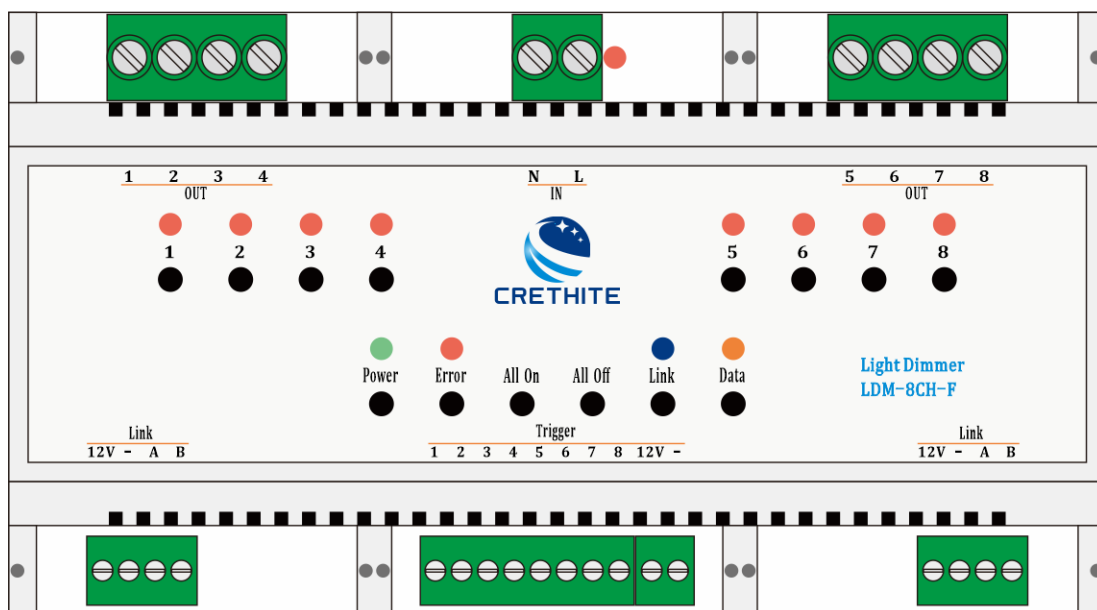 1 2 3 4
OUT
N L
IN
5 6 7 8
OUT
1 2 3 4
5 6 7 8
CRETHITE
Power Error All On All Off Link Data
Light Dimmer
LDM-8CH-F
Link
12V - A B
Trigger
1 2 3 4 5 6 7 8 12V -
Link
12V - A B